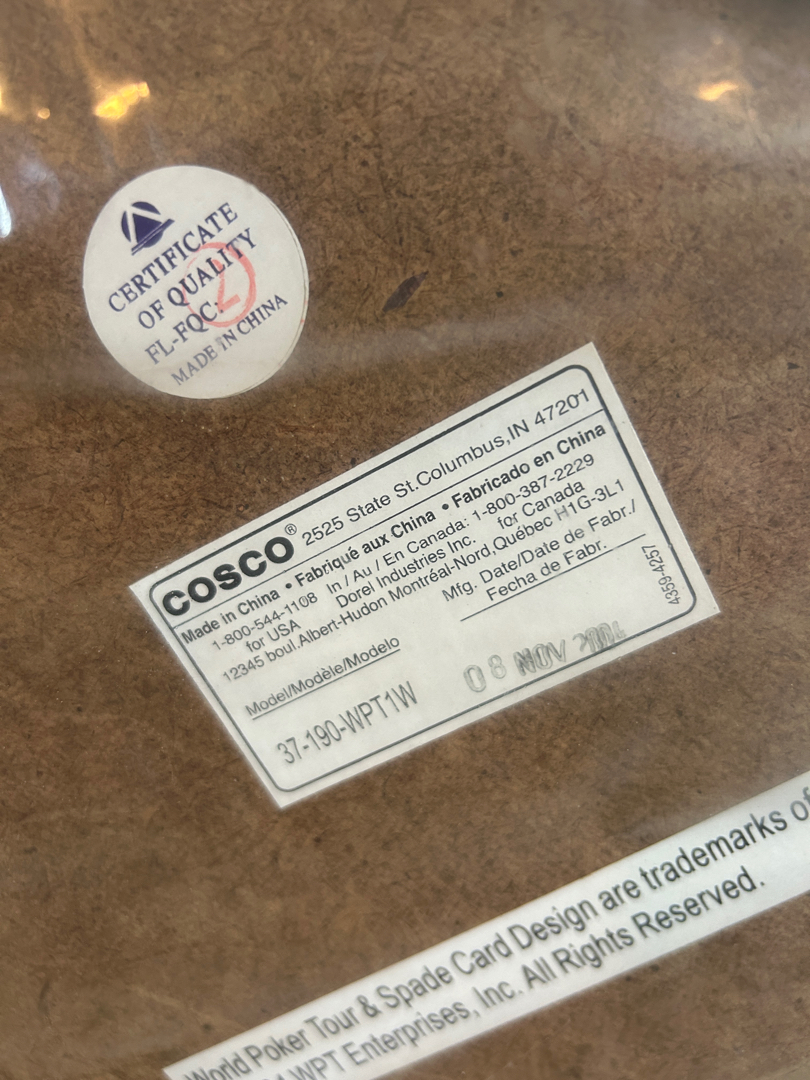 CERTIFICATE
OF QUALITY
FL-FQC:
2
MADE IN CHINA
COSCO® 2525 State St.Columbus,IN 47201
Made in China • Fabriqué aux China • Fabricado en China
1-800-544-1108 In / Au / En Canada: 1-800-387-2229
for USA Dorel Industries Inc. for Canada
12345 boul.Albert-Hudon Montréal-Nord,Québec H1G-3L1
Mfg. Date/Date de Fabr./
Fecha de Fabr.
Model/Modèle/Modelo
37-190-WPT1W
08 NOV 2004
4359-4257
World Poker Tour & Spade Card Design are trademarks of
WPT Enterprises, Inc. All Rights Reserved.